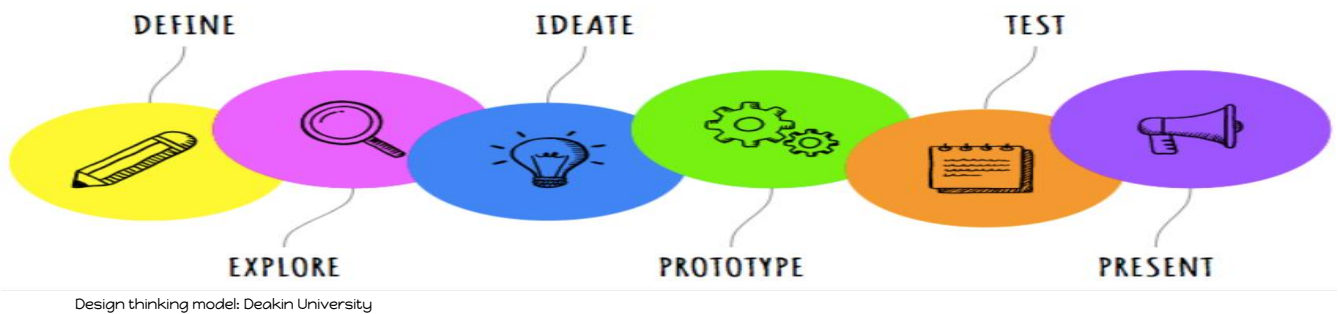 DEFINE
IDEATE
TEST
EXPLORE
PROTOTYPE
PRESENT
Design thinking model: Deakin University